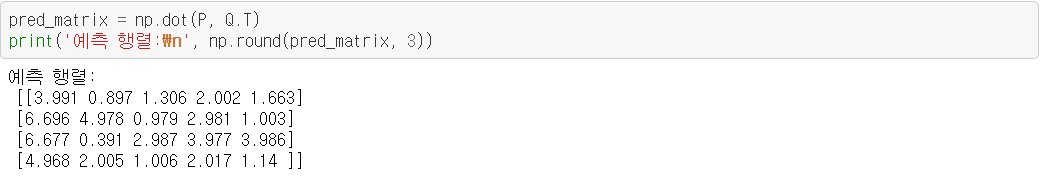 pred_matrix = np.dot(P, Q.T)
print('예측 행렬:₩n', np.round(pred_matrix, 3))
예측 행렬:
[[3.991 0.897 1.306 2.002 1.663]
[6.696 4.978 0.979 2.981 1.003]
[6.677 0.391 2.987 3.977 3.986]
[4.968 2.005 1.006 2.017 1.14 ]]